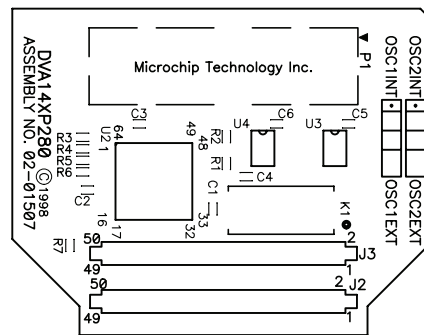 Microchip Technology Inc.
P1
DVA14XP280 ©1998
ASSEMBLY NO. 02-01507
OSC1INT
OSC2INT
OSC1EXT
OSC2EXT
C3
C6
C5
U4
U3
R3
R4
R5
R6
U2
64
1
49
48
R2
R1
C4
C2
C1
16
17
33
32
K1
R7
50
2
J3
49
1
50
2
J2
49
1